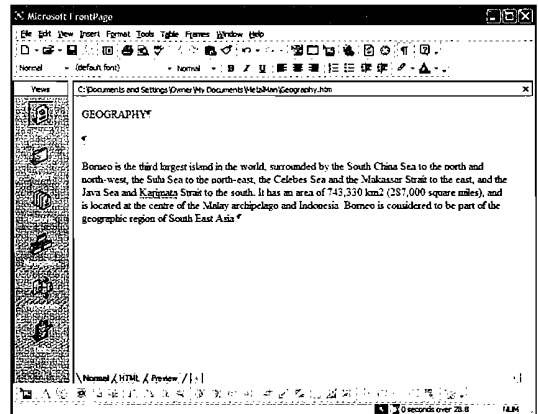 Microsoft FrontPage
File Edit View Insert Format Tools Table Frames Window Help
Normal (default font) Normal B I U A
Views C:\Documents and Settings\Owner\My Documents\MetaMan\Geography.htm
GEOGRAPHY¶
¶
Borneo is the third largest island in the world, surrounded by the South China Sea to the north and
north-west, the Sulu Sea to the north-east, the Celebes Sea and the Makassar Strait to the east, and the
Java Sea and Karimata Strait to the south. It has an area of 743,330 km2 (287,000 square miles), and
is located at the centre of the Malay archipelago and Indonesia. Borneo is considered to be part of the
geographic region of South East Asia ¶
Normal HTML Preview
0 seconds over 28.8 NUM